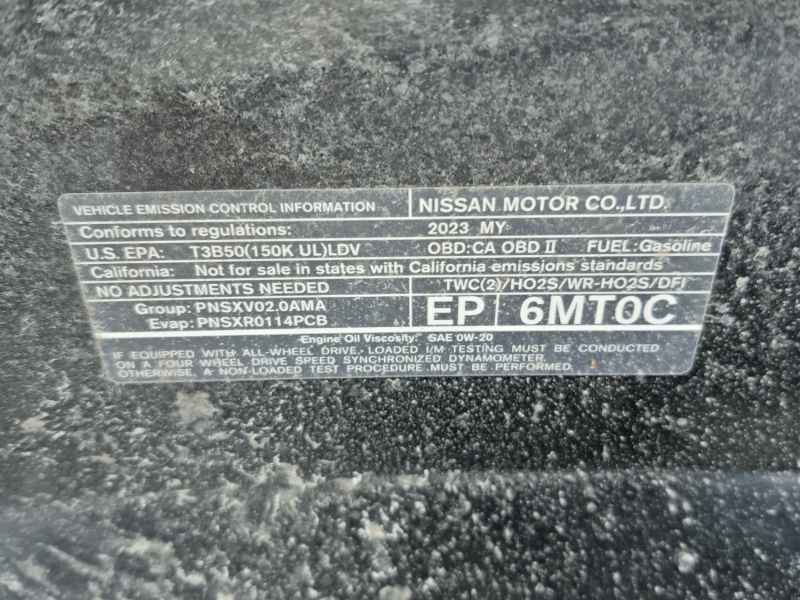 VEHICLE EMISSION CONTROL INFORMATION NISSAN MOTOR CO.,LTD.
Conforms to regulations: 2023 MY
U.S. EPA: T3B50(150K UL)LDV OBD:CA OBD II FUEL:Gasoline
California: Not for sale in states with California emissions standards
NO ADJUSTMENTS NEEDED TWC(2)/HO2S/WR-HO2S/DFI
Group: PNSXV02.0AMA
Evap: PNSXR0114PCB
EP 6MT0C
Engine Oil Viscosity: SAE 0W-20
IF EQUIPPED WITH ALL-WHEEL DRIVE, LOADED I/M TESTING MUST BE CONDUCTED
ON A FOUR WHEEL DRIVE SPEED SYNCHRONIZED DYNAMOMETER.
OTHERWISE, A NON-LOADED TEST PROCEDURE MUST BE PERFORMED.